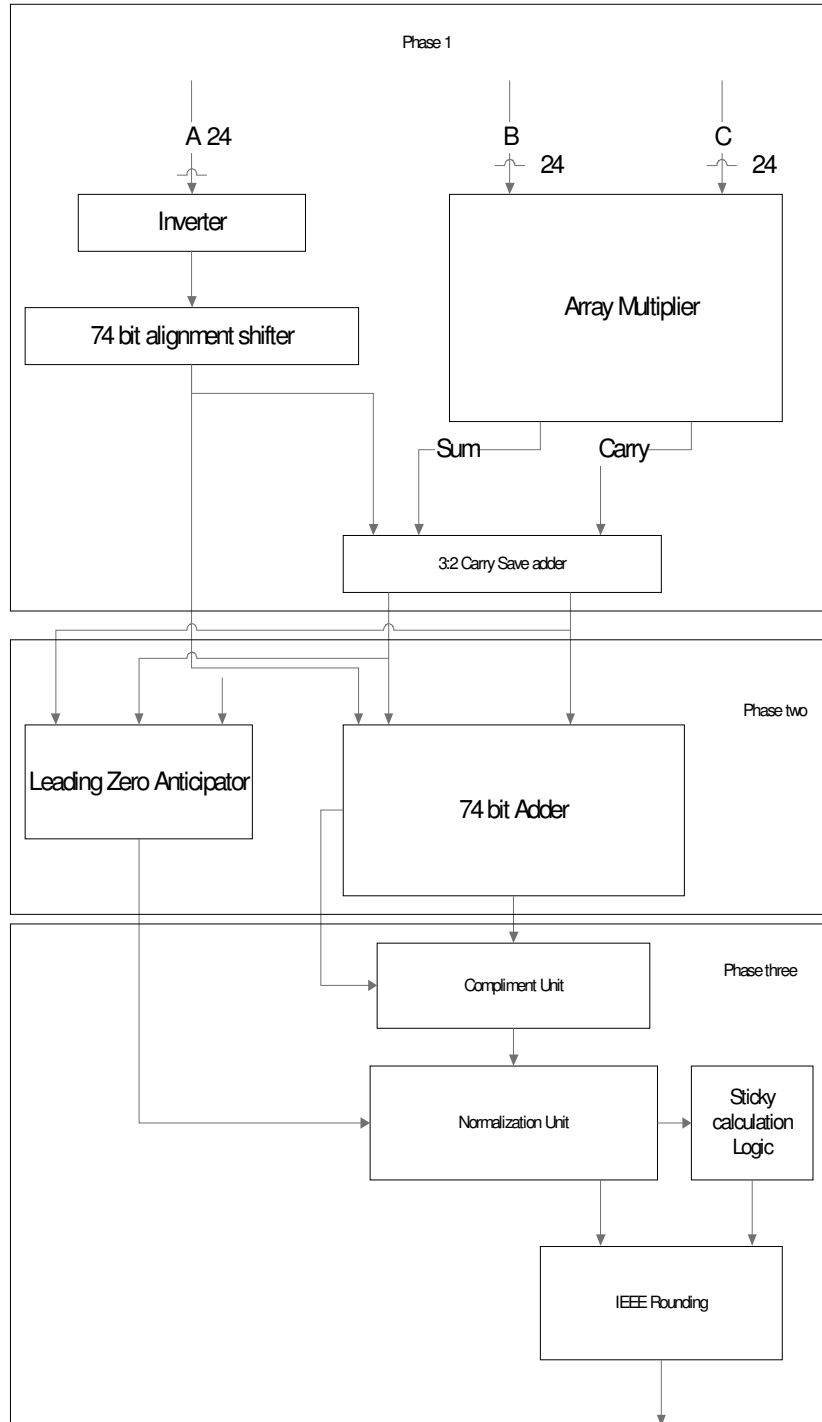 Phase 1
A 24
B
C
24
24
Inverter
Array Multiplier
74 bit alignment shifter
Sum
Carry
3:2 Carry Save adder
Phase two
Leading Zero Anticipator
74 bit Adder
Phase three
Compliment Unit
Normalization Unit
Sticky
calculation
Logic
IEEE Rounding